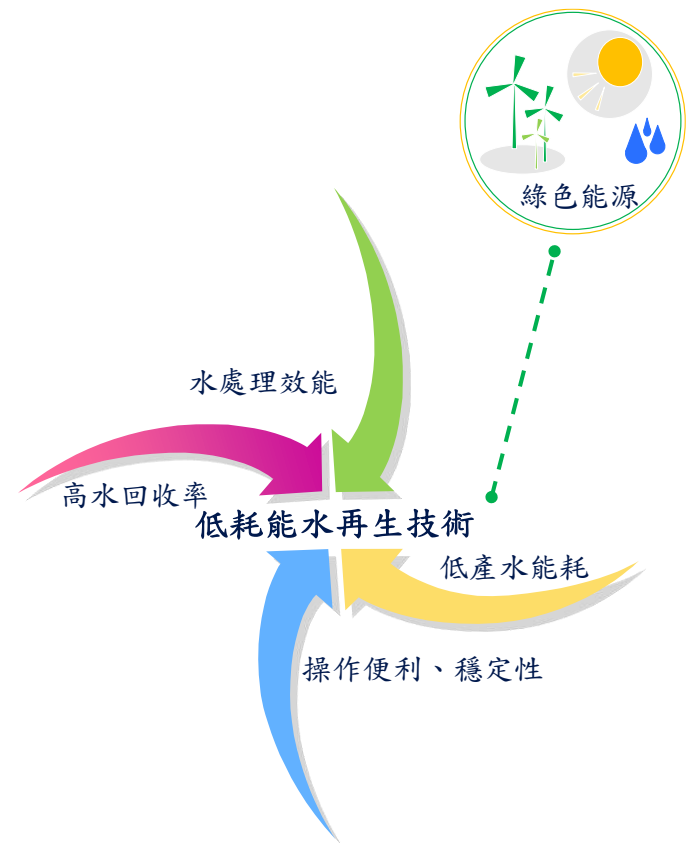 綠色能源
水處理效能
高水回收率
低耗能水再生技術
低產水能耗
操作便利、穩定性